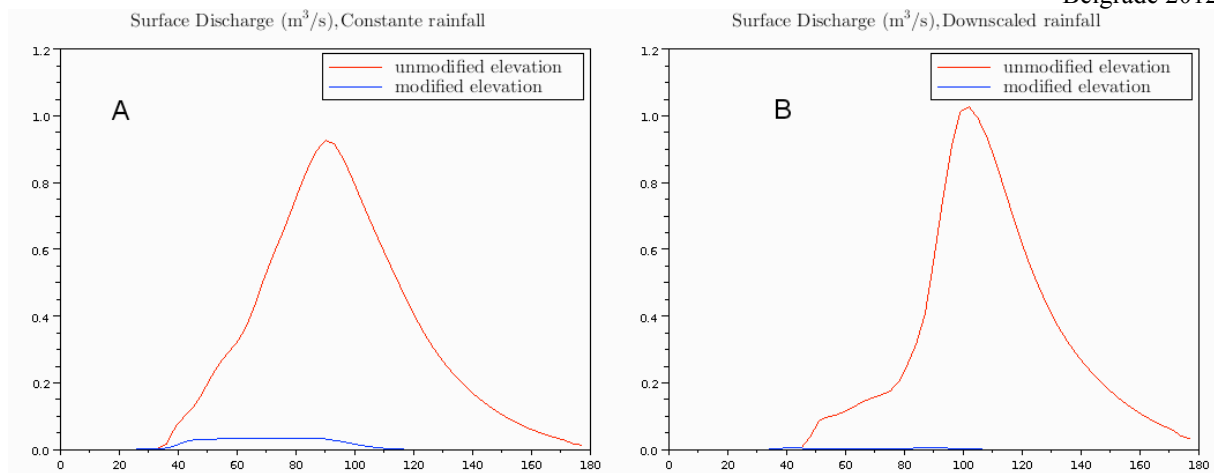 Belgrade 2012
Surface Discharge (m³/s), Constante rainfall
1.2
1.0
0.8
0.6
0.4
0.2
0.0
0 20 40 60 80 100 120 140 160 180
unmodified elevation
modified elevation
A
Surface Discharge (m³/s), Downscaled rainfall
1.2
1.0
0.8
0.6
0.4
0.2
0.0
0 20 40 60 80 100 120 140 160 180
unmodified elevation
modified elevation
B